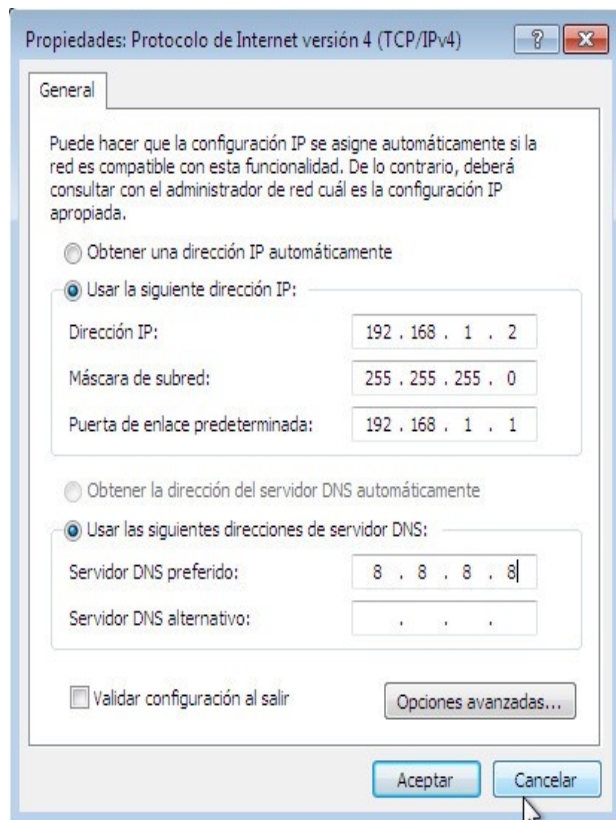 Propiedades: Protocolo de Internet versión 4 (TCP/IPv4)
General
Puede hacer que la configuración IP se asigne automáticamente si la
red es compatible con esta funcionalidad. De lo contrario, deberá
consultar con el administrador de red cuál es la configuración IP
apropiada.
Obtener una dirección IP automáticamente
Usar la siguiente dirección IP:
Dirección IP: 192 . 168 . 1 . 2
Máscara de subred: 255 . 255 . 255 . 0
Puerta de enlace predeterminada: 192 . 168 . 1 . 1
Obtener la dirección del servidor DNS automáticamente
Usar las siguientes direcciones de servidor DNS:
Servidor DNS preferido: 8 . 8 . 8 . 8
Servidor DNS alternativo: . . .
Validar configuración al salir Opciones avanzadas...
Aceptar Cancelar